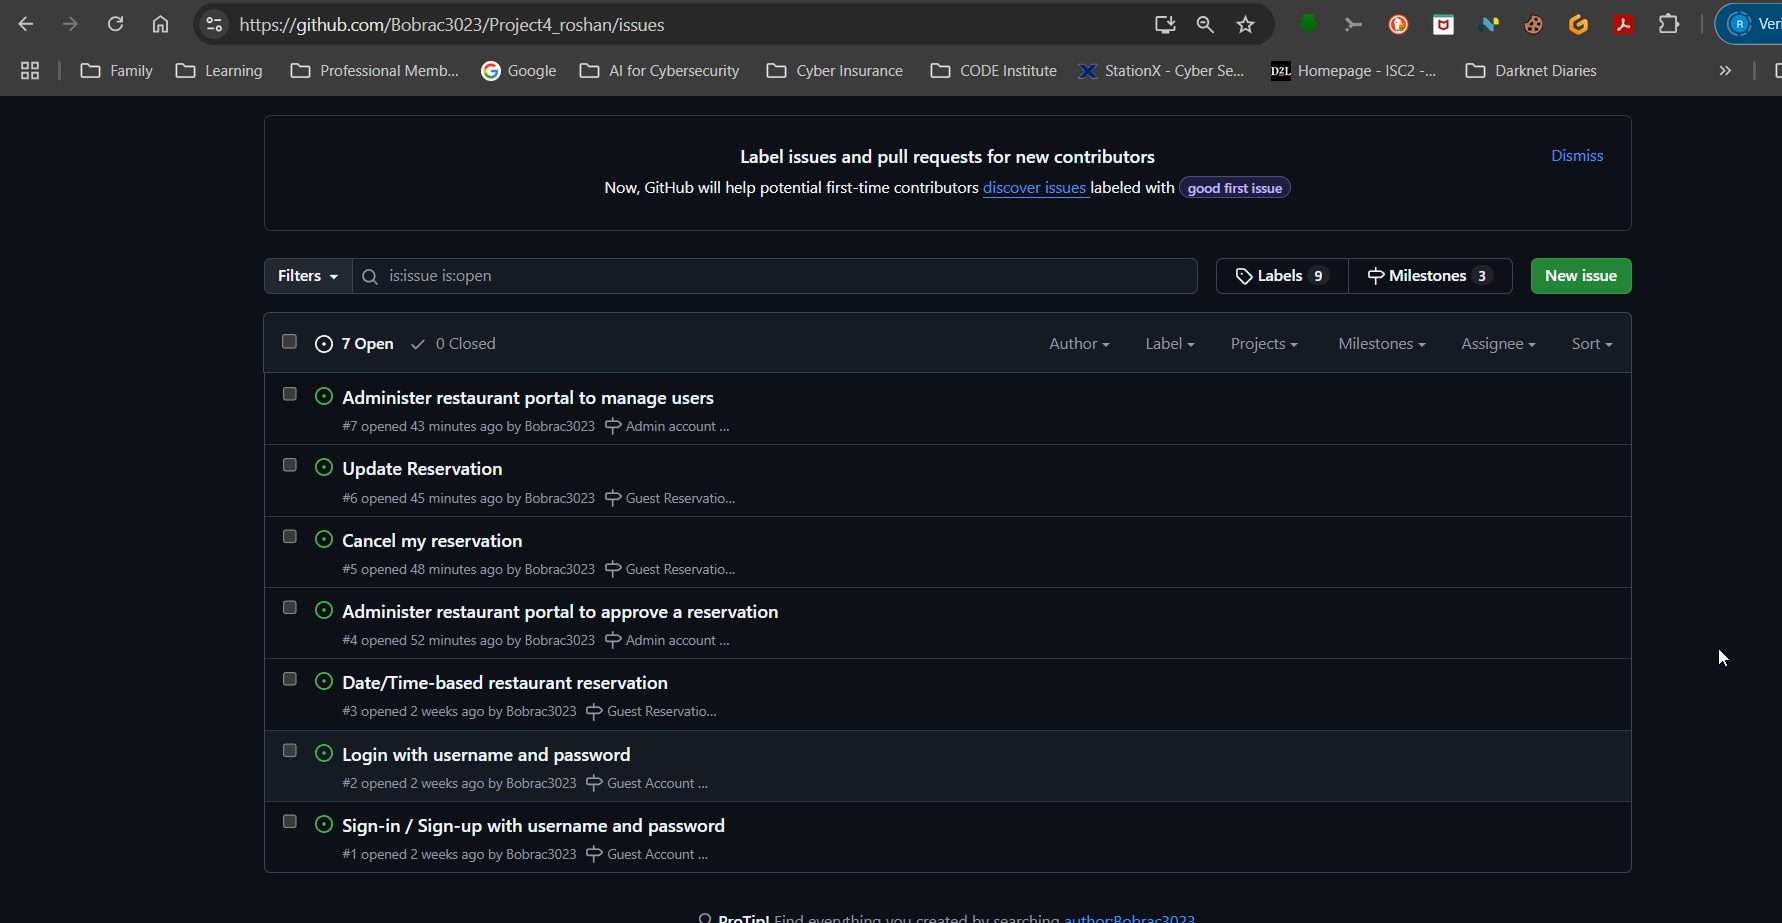 https://github.com/Bobrac3023/Project4_roshan/issues
R Veri
Family Learning Professional Memb... Google AI for Cybersecurity Cyber Insurance CODE Institute StationX - Cyber Se... D2L Homepage - ISC2 -... Darknet Diaries
Label issues and pull requests for new contributors
Dismiss
Now, GitHub will help potential first-time contributors discover issues labeled with good first issue
Filters is:issue is:open Labels 9 Milestones 3 New issue
7 Open 0 Closed Author Label Projects Milestones Assignee Sort
Administer restaurant portal to manage users
#7 opened 43 minutes ago by Bobrac3023 Admin account ...
Update Reservation
#6 opened 45 minutes ago by Bobrac3023 Guest Reservatio...
Cancel my reservation
#5 opened 48 minutes ago by Bobrac3023 Guest Reservatio...
Administer restaurant portal to approve a reservation
#4 opened 52 minutes ago by Bobrac3023 Admin account ...
Date/Time-based restaurant reservation
#3 opened 2 weeks ago by Bobrac3023 Guest Reservatio...
Login with username and password
#2 opened 2 weeks ago by Bobrac3023 Guest Account ...
Sign-in / Sign-up with username and password
#1 opened 2 weeks ago by Bobrac3023 Guest Account ...
ProTip! Find everything you created by searching author:Bobrac3023